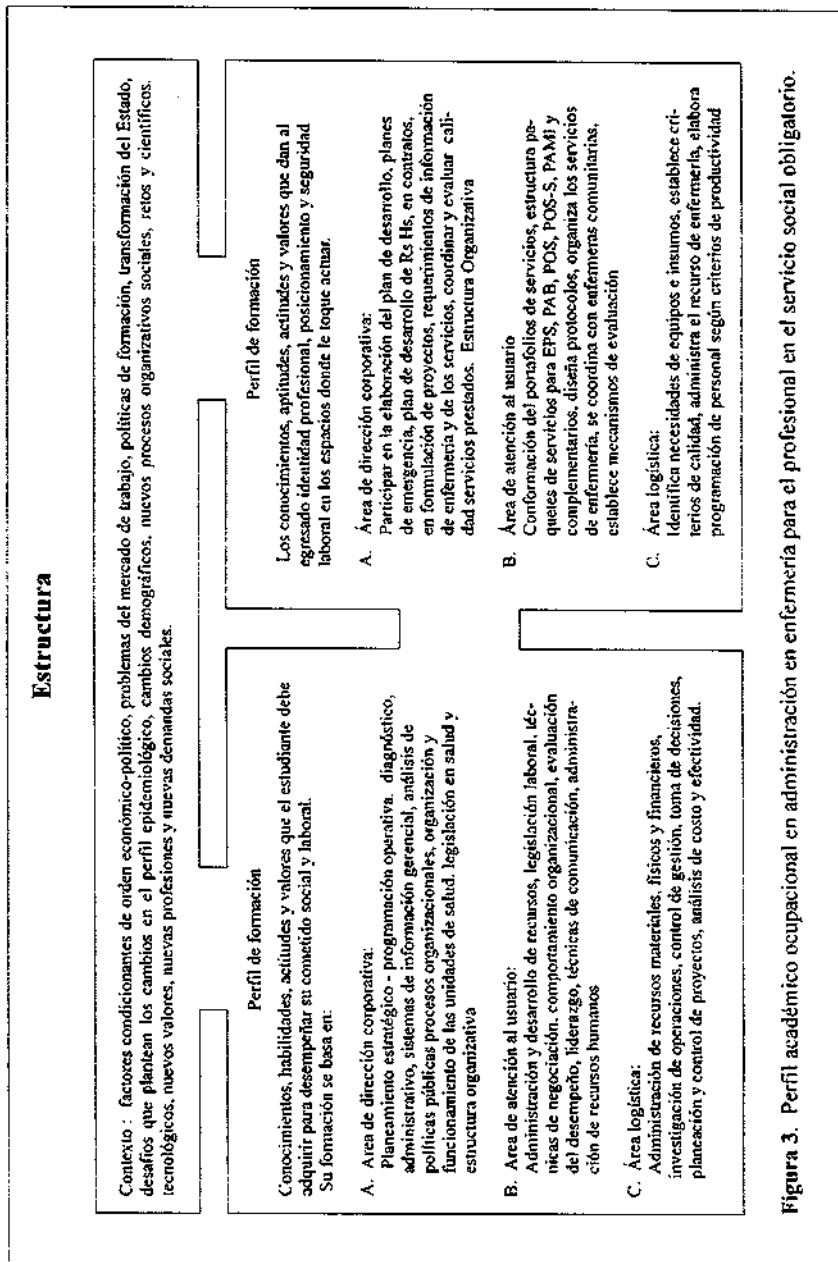 Estructura
Contexto : factores condicionantes de orden económico-político, problemas del mercado de trabajo, políticas de formación, transformación del Estado,
desafíos que plantean los cambios en el perfil epidemiológico, cambios demográficos, nuevos procesos organizativos sociales, retos y científicos.
tecnológicos, nuevos valores, nuevas profesiones y nuevas demandas sociales.
Perfil de formación
Conocimientos, habilidades, actitudes y valores que el estudiante debe
adquirir para desempeñar su cometido social y laboral.
Su formación se basa en:
A. Area de dirección corporativa:
Planeamiento estratégico - programación operativa. diagnóstico,
administrativo, sistemas de información gerencial, análisis de
políticas públicas procesos organizacionales, organización y
funcionamiento de las unidades de salud. legislación en salud y
estructura organizativa
B. Area de atención al usuario:
Administración y desarrollo de recursos, legislación laboral, téc-
nicas de negociación. comportamiento organizacional, evaluación
del desempeño, liderazgo, técnicas de comunicación, administra-
ción de recursos humanos
C. Área logística:
Administración de recursos materiales, físicos y financieros,
investigación de operaciones, control de gestión, toma de decisiones,
planeación y control de proyectos, análisis de costo y efectividad.
Perfil de formación
Los conocimientos, aptitudes, actitudes y valores que dan al
egresado identidad profesional, posicionamiento y seguridad
laboral en los espacios donde le toque actuar.
A. Área de dirección corporativa:
Participar en la elaboración del plan de desarrollo, planes
de emergencia, plan de desarrollo de Rs Hs, en contratos,
en formulación de proyectos, requerimientos de información
de enfermería y de los servicios, coordinar y evaluar cali-
dad servicios prestados. Estructura Organizativa
B. Área de atención al usuario
Conformación del portafolios de servicios, estructura pa-
quetes de servicios para EPS, PAB, POS, POS-S, PAMI y
complementarios, diseña protocolos, organiza los servicios
de enfermería, se coordina con enfermeras comunitarias,
establece mecanismos de evaluación
C. Área logística:
Identifica necesidades de equipos e insumos, establece cri-
terios de calidad, administra el recurso de enfermería, elabora
programación de personal según criterios de productividad
Figura 3. Perfil académico ocupacional en administración en enfermería para el profesional en el servicio social obligatorio.